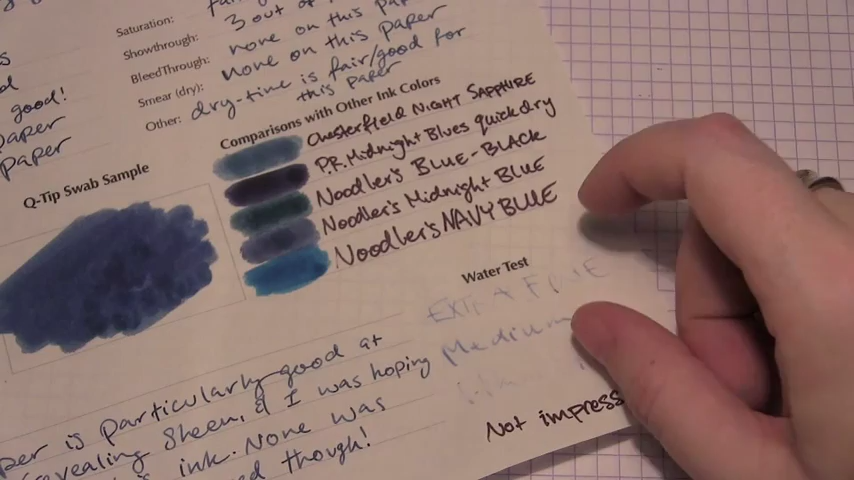 Saturation:
3 out of
Showthrough: none on this
BleedThrough: none on this paper
Smear (dry): dry-time is fair/good for
Other: this paper
good!
paper
paper
Comparisons with Other Ink Colors
Chesterfield NIGHT SAPPHIRE
P.R. Midnight Blues quickdry
Noodler's BLUE-BLACK
Noodler's Midnight BLUE
Noodler's NAVY BLUE
Q-Tip Swab Sample
Water Test
Medium
Not impress
per is particularly good at
revealing sheen, & I was hoping
ink. None was
though!